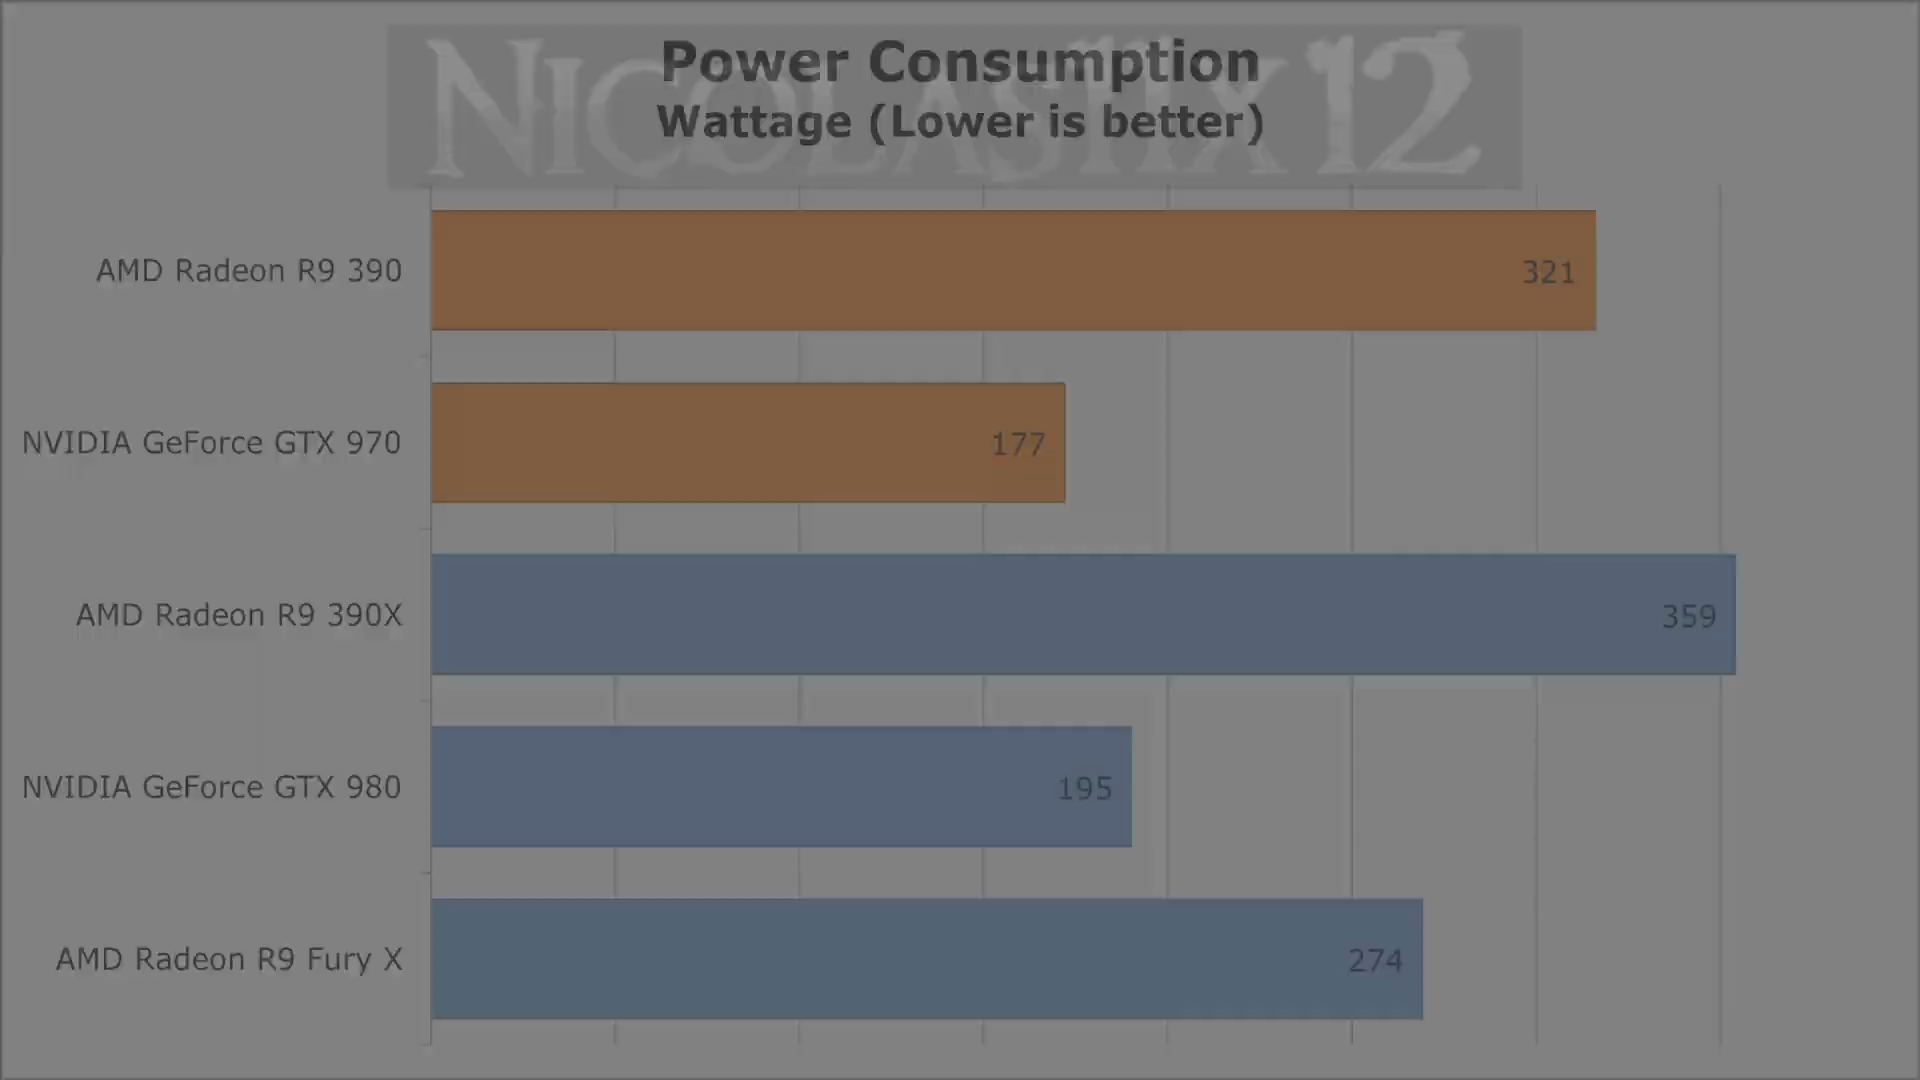 NICOLAS11X12
Power Consumption
Wattage (Lower is better)
AMD Radeon R9 390
321
NVIDIA GeForce GTX 970
177
AMD Radeon R9 390X
359
NVIDIA GeForce GTX 980
195
AMD Radeon R9 Fury X
274